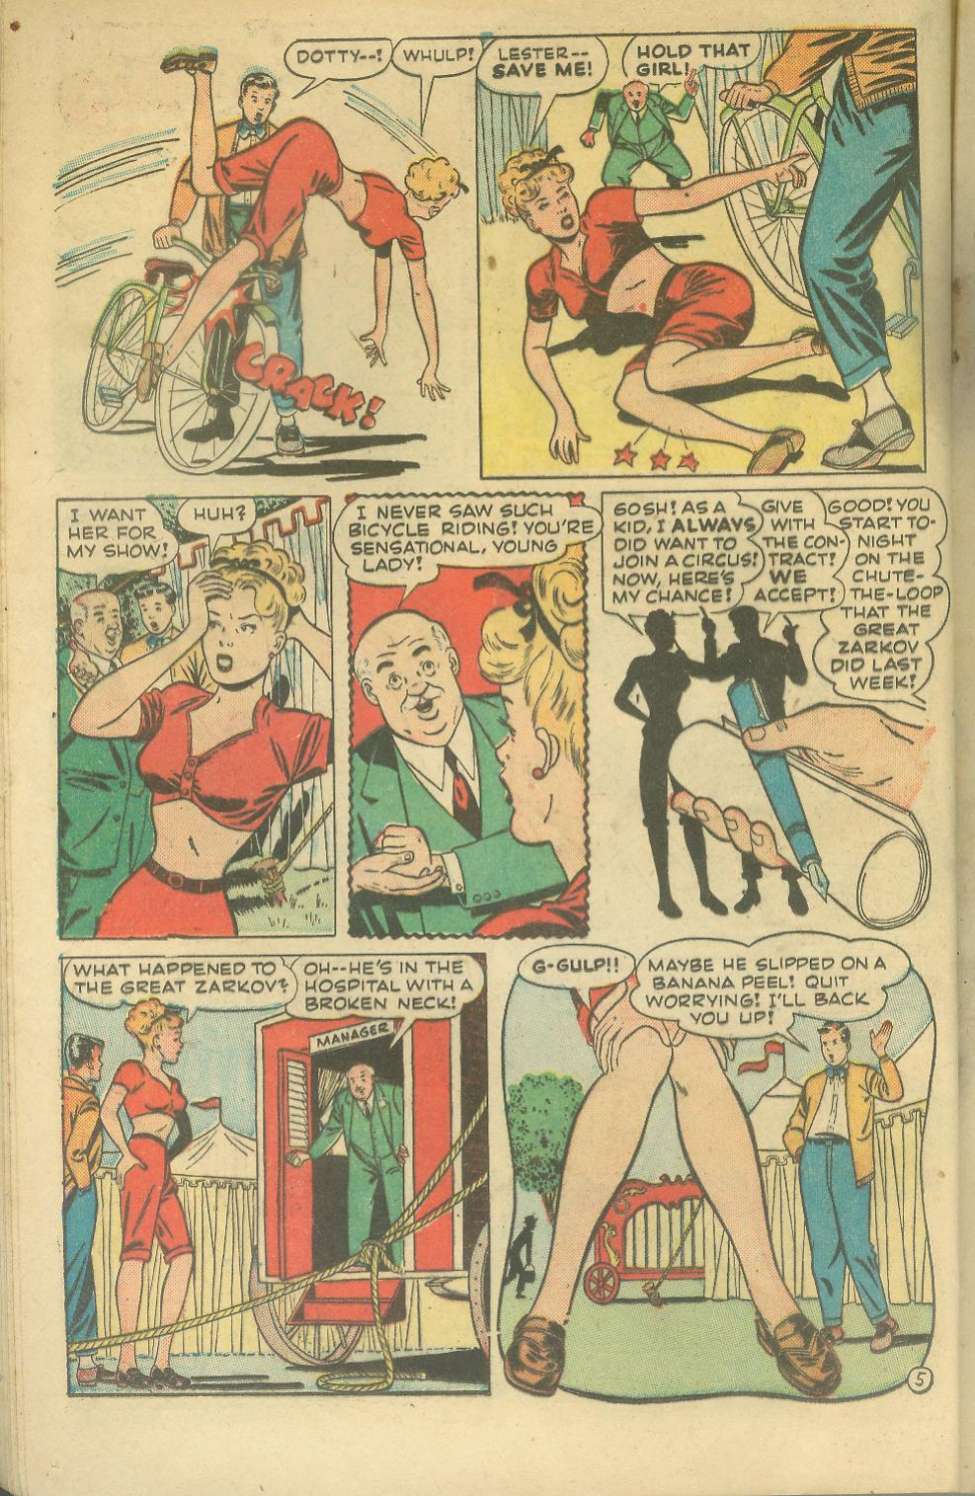 DOTTY--!
WHULP!
CRACK!
LESTER--
SAVE ME!
HOLD THAT
GIRL!
I WANT
HER FOR
MY SHOW!
HUH?
I NEVER SAW SUCH
BICYCLE RIDING! YOU'RE
SENSATIONAL, YOUNG
LADY!
GOSH! AS A
KID, I ALWAYS
DID WANT TO
JOIN A CIRCUS!
NOW, HERE'S
MY CHANCE!
GIVE
WITH
THE CON-
TRACT!
WE
ACCEPT!
GOOD! YOU
START TO-
NIGHT
ON THE
CHUTE-
THE-LOOP
THAT THE
GREAT
ZARKOV
DID LAST
WEEK!
WHAT HAPPENED TO
THE GREAT ZARKOV?
OH--HE'S IN THE
HOSPITAL WITH A
BROKEN NECK!
MANAGER
G-GULP!!
MAYBE HE SLIPPED ON A
BANANA PEEL! QUIT
WORRYING! I'LL BACK
YOU UP!
5